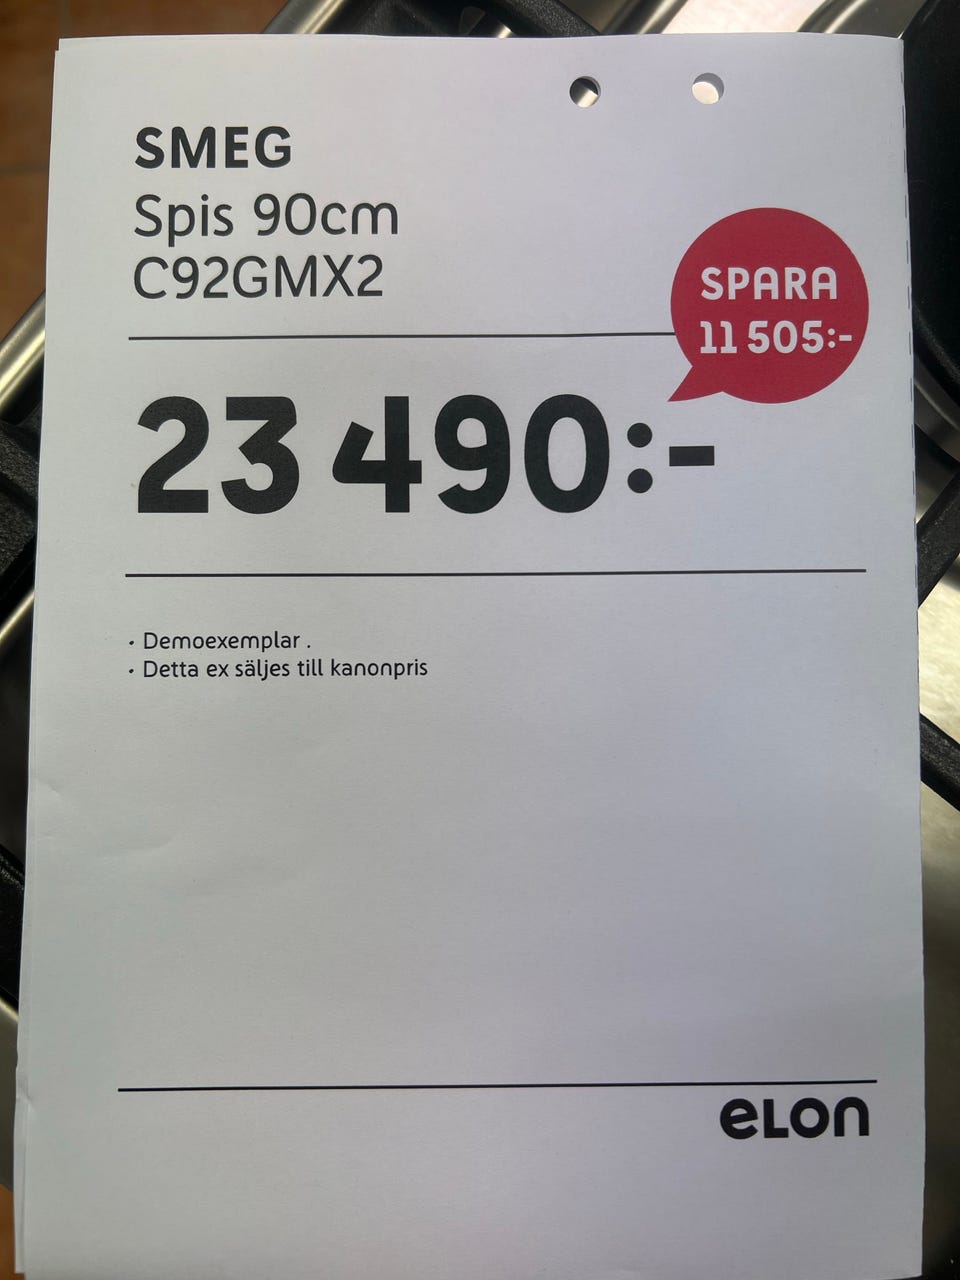 SMEG
Spis 90cm
C92GMX2
SPARA
11 505:-
23 490:-
• Demoexemplar .
• Detta ex säljes till kanonpris
eLon